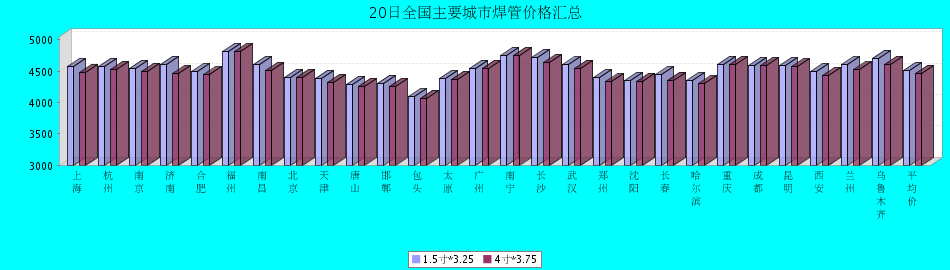 20日全国主要城市焊管价格汇总
5000
4500
4000
3500
3000
上海
杭州
南京
济南
合肥
福州
南昌
北京
天津
唐山
邯郸
包头
太原
广州
南宁
长沙
武汉
郑州
沈阳
长春
哈尔滨
重庆
成都
昆明
西安
兰州
乌鲁木齐
平均价
1.5寸*3.25
4寸*3.75